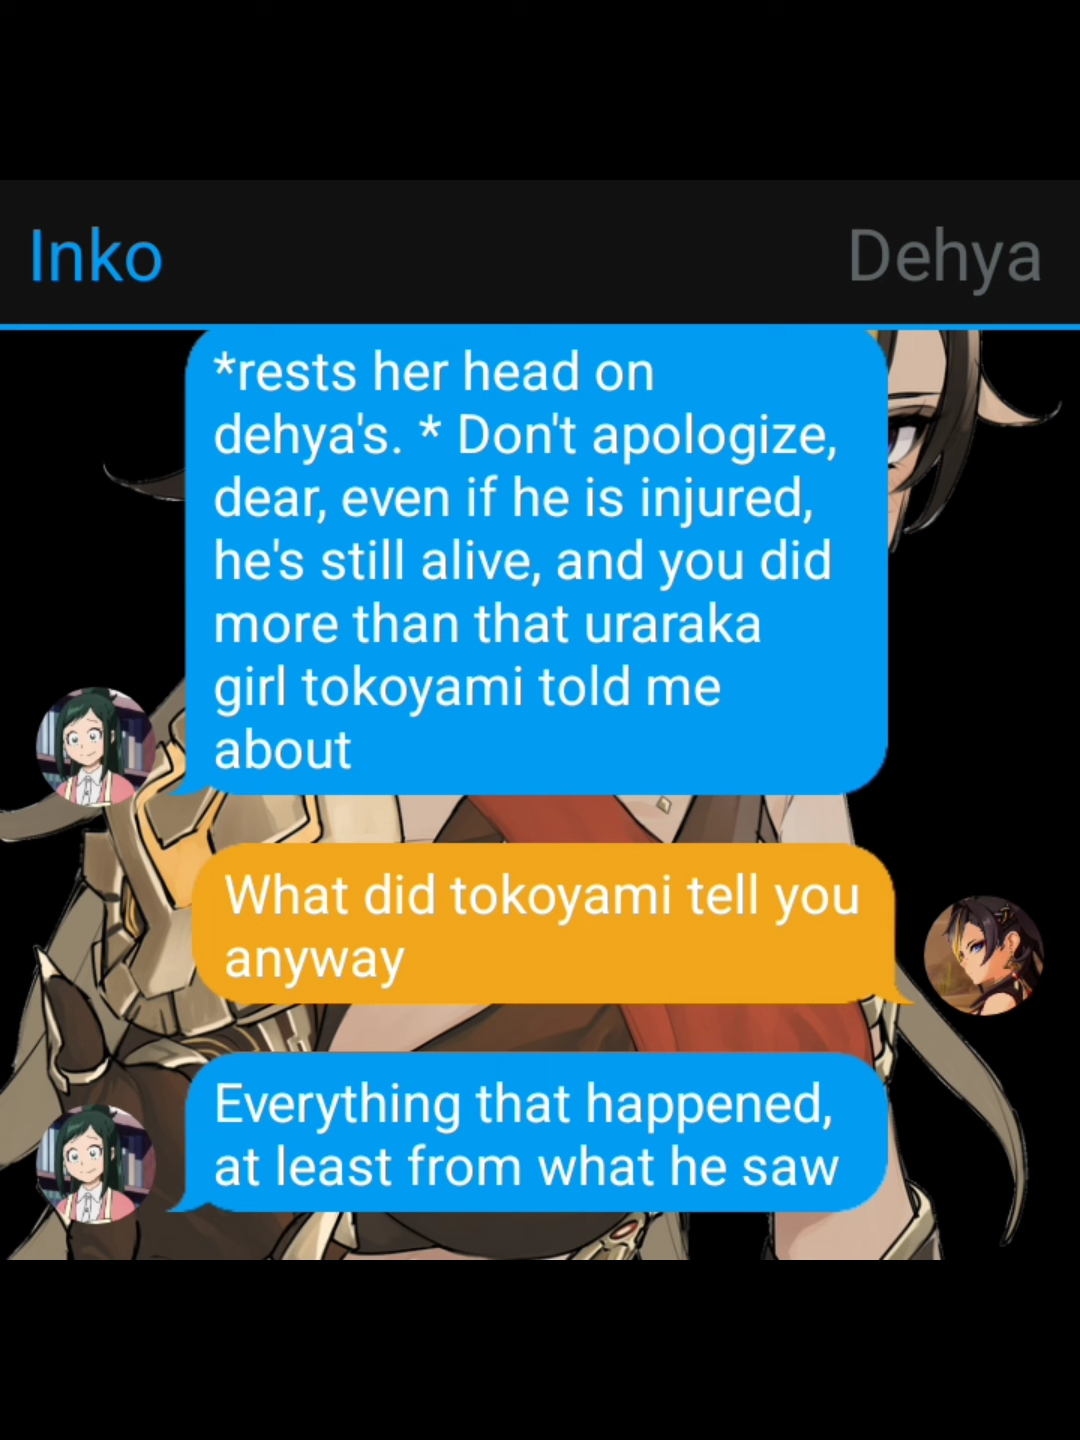 Inko
Dehya
*rests her head on
dehya's. * Don't apologize,
dear, even if he is injured,
he's still alive, and you did
more than that uraraka
girl tokoyami told me
about
What did tokoyami tell you
anyway
Everything that happened,
at least from what he saw